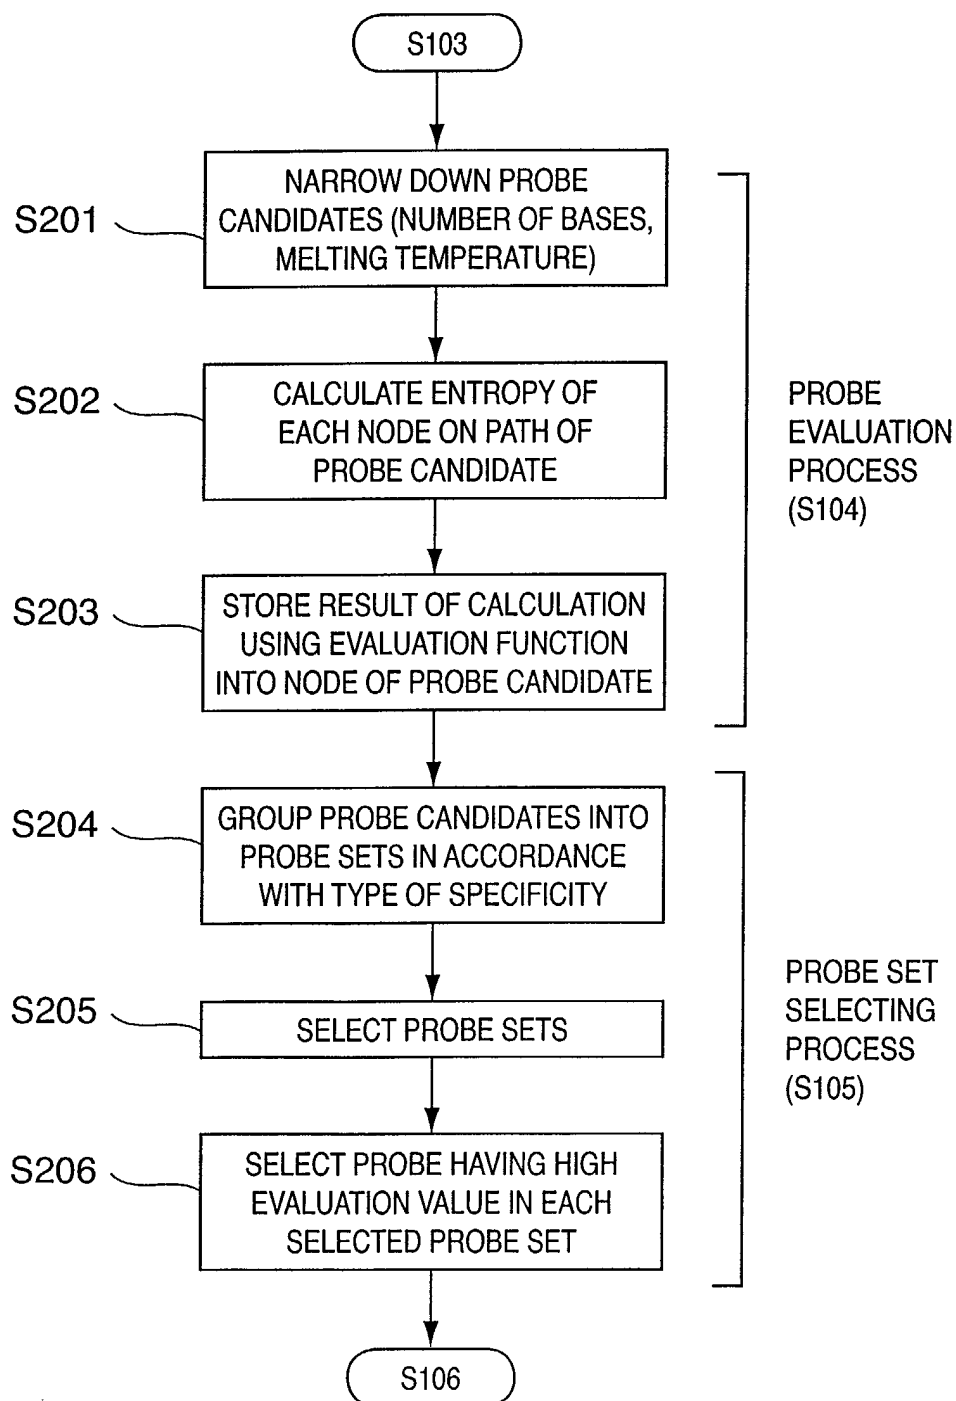 S103
S201
NARROW DOWN PROBE
CANDIDATES (NUMBER OF BASES,
MELTING TEMPERATURE)
S202
CALCULATE ENTROPY OF
EACH NODE ON PATH OF
PROBE CANDIDATE
PROBE
EVALUATION
PROCESS
(S104)
S203
STORE RESULT OF CALCULATION
USING EVALUATION FUNCTION
INTO NODE OF PROBE CANDIDATE
S204
GROUP PROBE CANDIDATES INTO
PROBE SETS IN ACCORDANCE
WITH TYPE OF SPECIFICITY
S205
SELECT PROBE SETS
PROBE SET
SELECTING
PROCESS
(S105)
S206
SELECT PROBE HAVING HIGH
EVALUATION VALUE IN EACH
SELECTED PROBE SET
S106